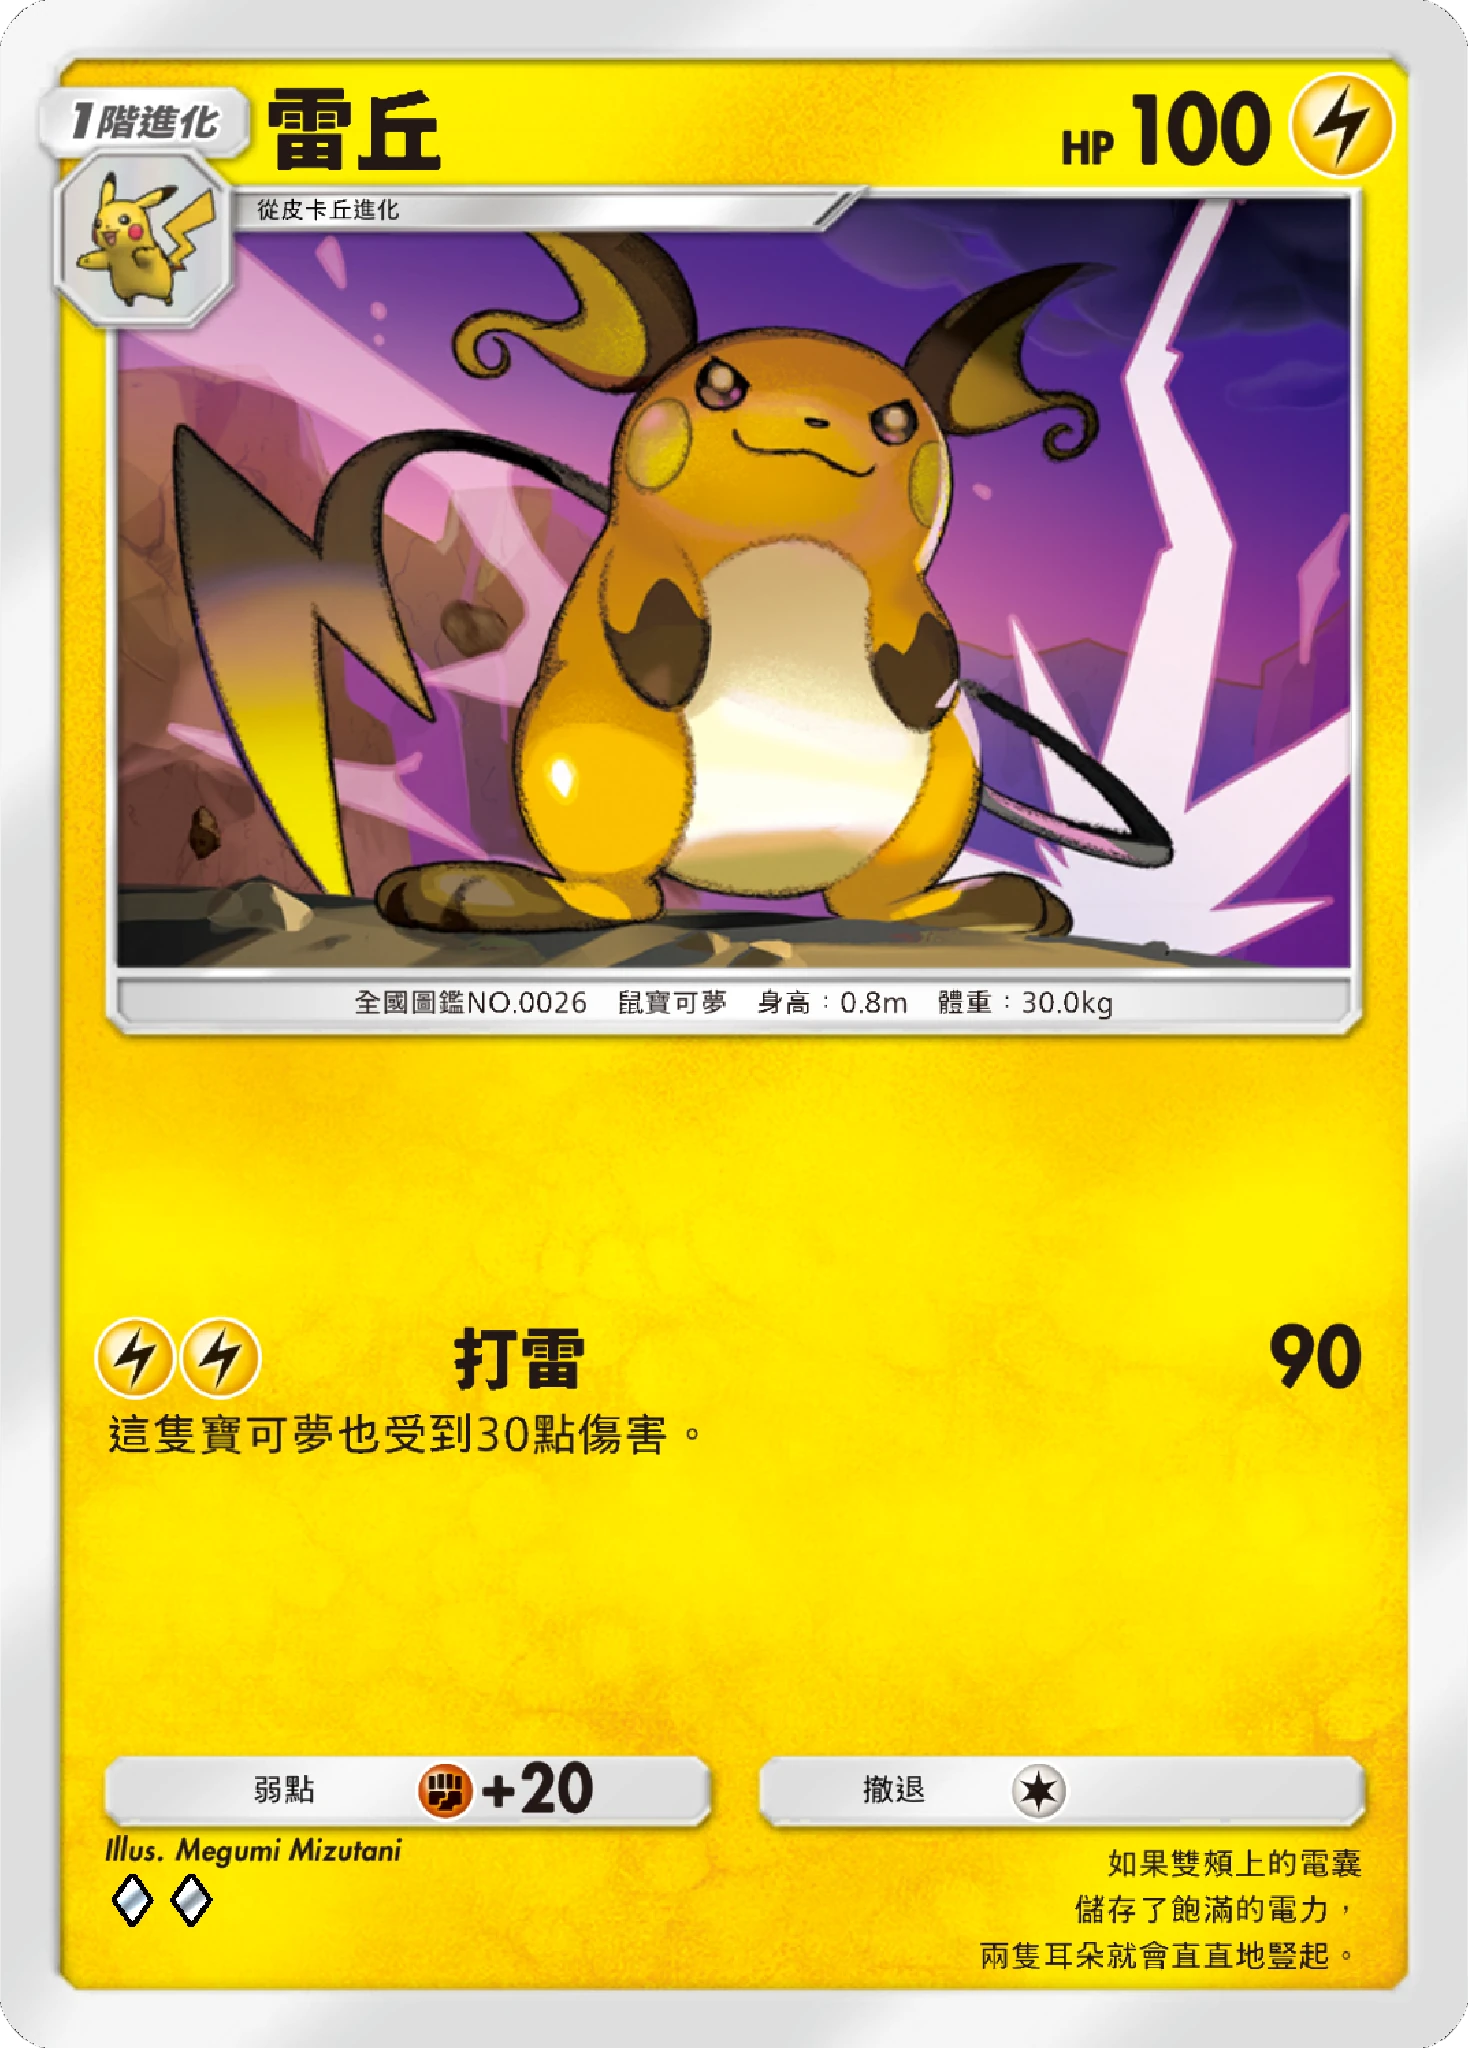 1階進化
雷丘
HP 100
從皮卡丘進化
全國圖鑑NO.0026 鼠寶可夢 身高：0.8m 體重：30.0kg
打雷 90
這隻寶可夢也受到30點傷害。
弱點 +20
撤退
Illus. Megumi Mizutani
如果雙頰上的電囊
儲存了飽滿的電力，
兩隻耳朵就會直直地豎起。